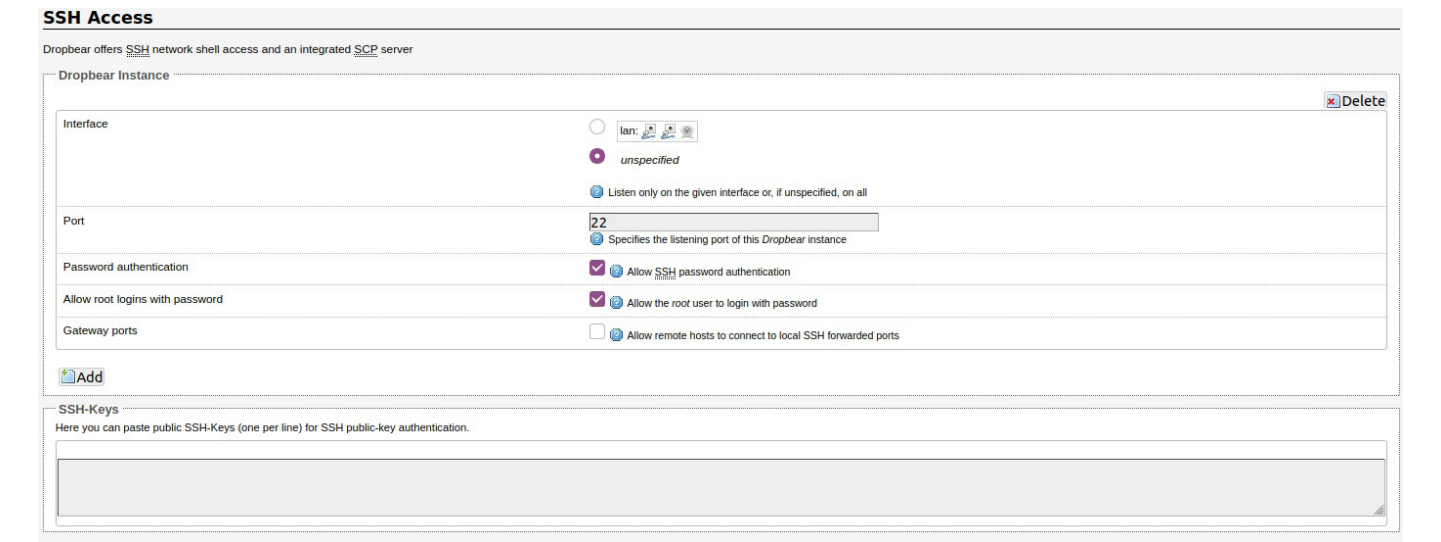 SSH Access
Dropbear offers SSH network shell access and an integrated SCP server
Dropbear Instance
Delete
Interface
lan:
unspecified
Listen only on the given interface or, if unspecified, on all
Port
22
Specifies the listening port of this Dropbear instance
Password authentication
Allow SSH password authentication
Allow root logins with password
Allow the root user to login with password
Gateway ports
Allow remote hosts to connect to local SSH forwarded ports
Add
SSH-Keys
Here you can paste public SSH-Keys (one per line) for SSH public-key authentication.